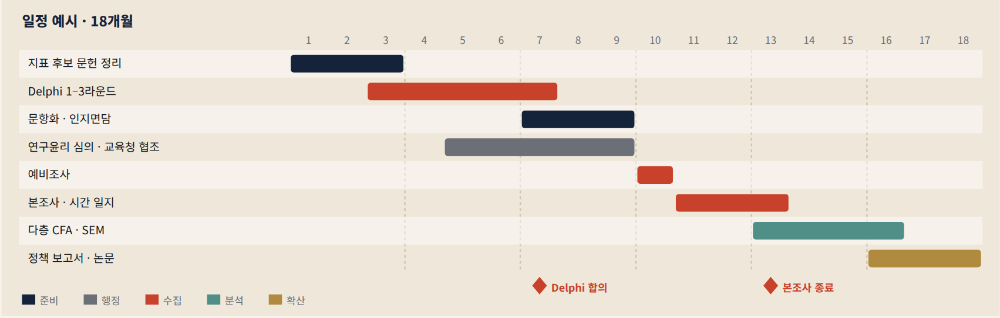 일정 예시 · 18개월
1 2 3 4 5 6 7 8 9 10 11 12 13 14 15 16 17 18
지표 후보 문헌 정리
Delphi 1–3라운드
문항화 · 인지면담
연구윤리 심의 · 교육청 협조
예비조사
본조사 · 시간 일지
다층 CFA · SEM
정책 보고서 · 논문
Delphi 합의 본조사 종료
준비 행정 수집 분석 확산